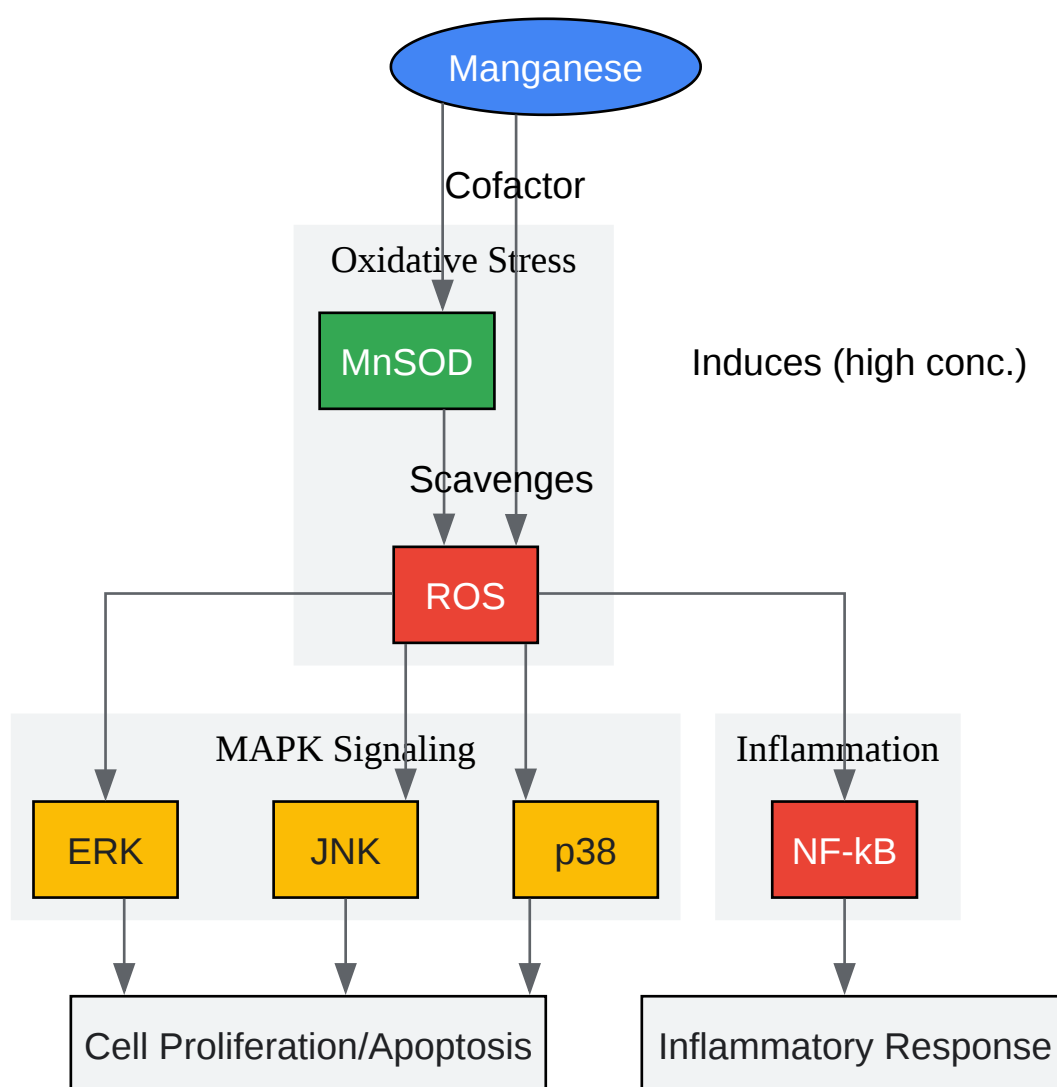 Manganese
Cofactor
Oxidative Stress
MnSOD
Induces (high conc.)
Scavenges
ROS
MAPK Signaling
Inflammation
ERK
JNK
p38
NF-kB
Cell Proliferation/Apoptosis
Inflammatory Response